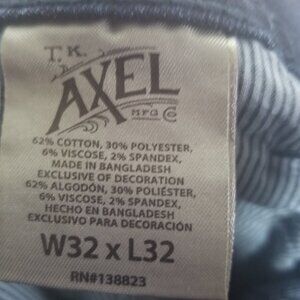 T.K.
AXEL
MFG Co
62% COTTON, 30% POLYESTER,
6% VISCOSE, 2% SPANDEX,
MADE IN BANGLADESH
EXCLUSIVE OF DECORATION
62% ALGODÓN, 30% POLIÉSTER,
6% VISCOSE, 2% SPANDEX,
HECHO EN BANGLADESH
EXCLUSIVO PARA DECORACIÓN
W32 x L32
RN#138823